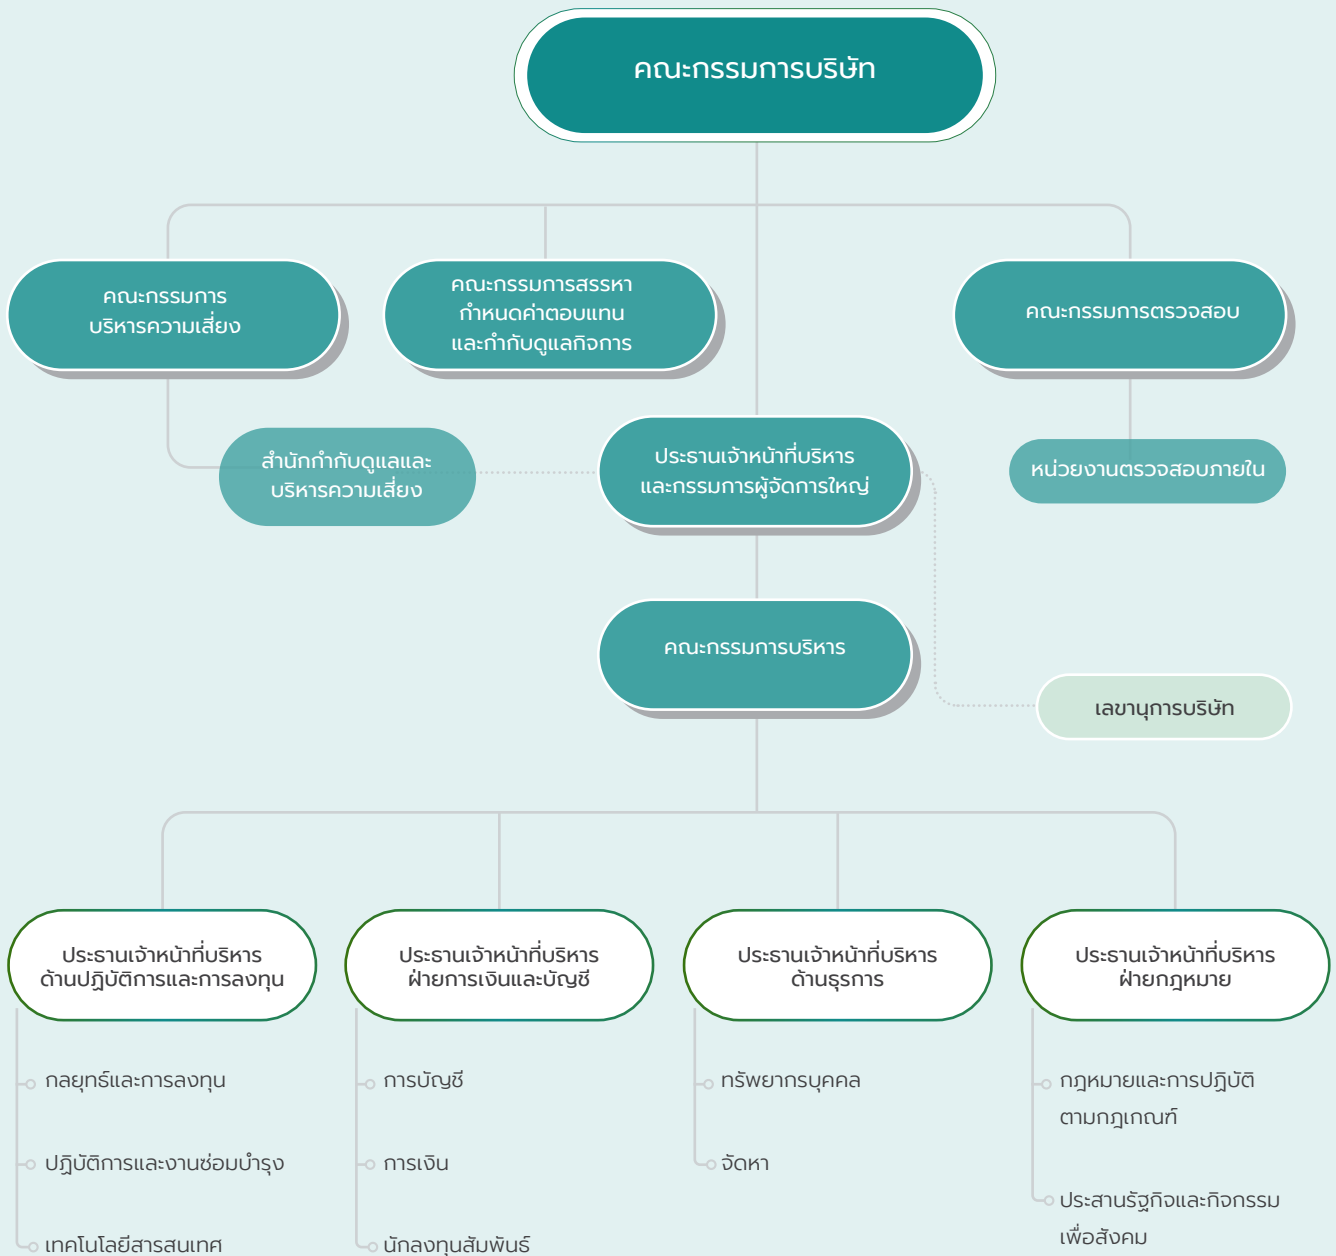 คณะกรรมการบริษัท
คณะกรรมการ
บริหารความเสี่ยง
คณะกรรมการสรรหา
กำหนดค่าตอบแทน
และกำกับดูแลกิจการ
คณะกรรมการตรวจสอบ
สำนักกำกับดูแลและ
บริหารความเสี่ยง
ประธานเจ้าหน้าที่บริหาร
และกรรมการผู้จัดการใหญ่
หน่วยงานตรวจสอบภายใน
คณะกรรมการบริหาร
เลขานุการบริษัท
ประธานเจ้าหน้าที่บริหาร
ด้านปฏิบัติการและการลงทุน
ประธานเจ้าหน้าที่บริหาร
ฝ่ายการเงินและบัญชี
ประธานเจ้าหน้าที่บริหาร
ด้านธุรการ
ประธานเจ้าหน้าที่บริหาร
ฝ่ายกฎหมาย
กลยุทธ์และการลงทุน
ปฏิบัติการและงานซ่อมบำรุง
เทคโนโลยีสารสนเทศ
การบัญชี
การเงิน
นักลงทุนสัมพันธ์
ทรัพยากรบุคคล
จัดหา
กฎหมายและการปฏิบัติ
ตามกฎเกณฑ์
ประสานรัฐกิจและกิจกรรม
เพื่อสังคม